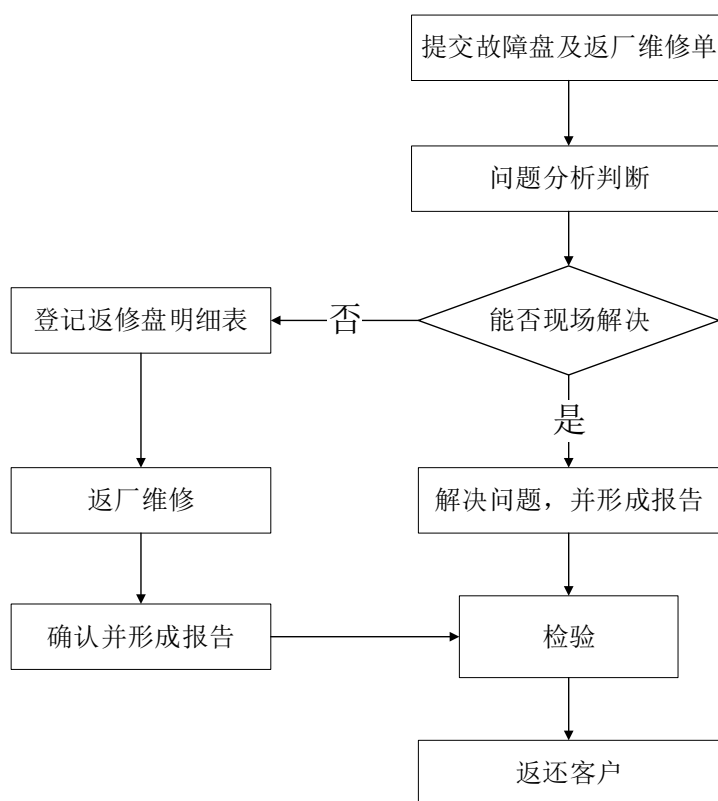 提交故障盘及返厂维修单
问题分析判断
能否现场解决
否
登记返修盘明细表
是
返厂维修
解决问题，并形成报告
确认并形成报告
检验
返还客户